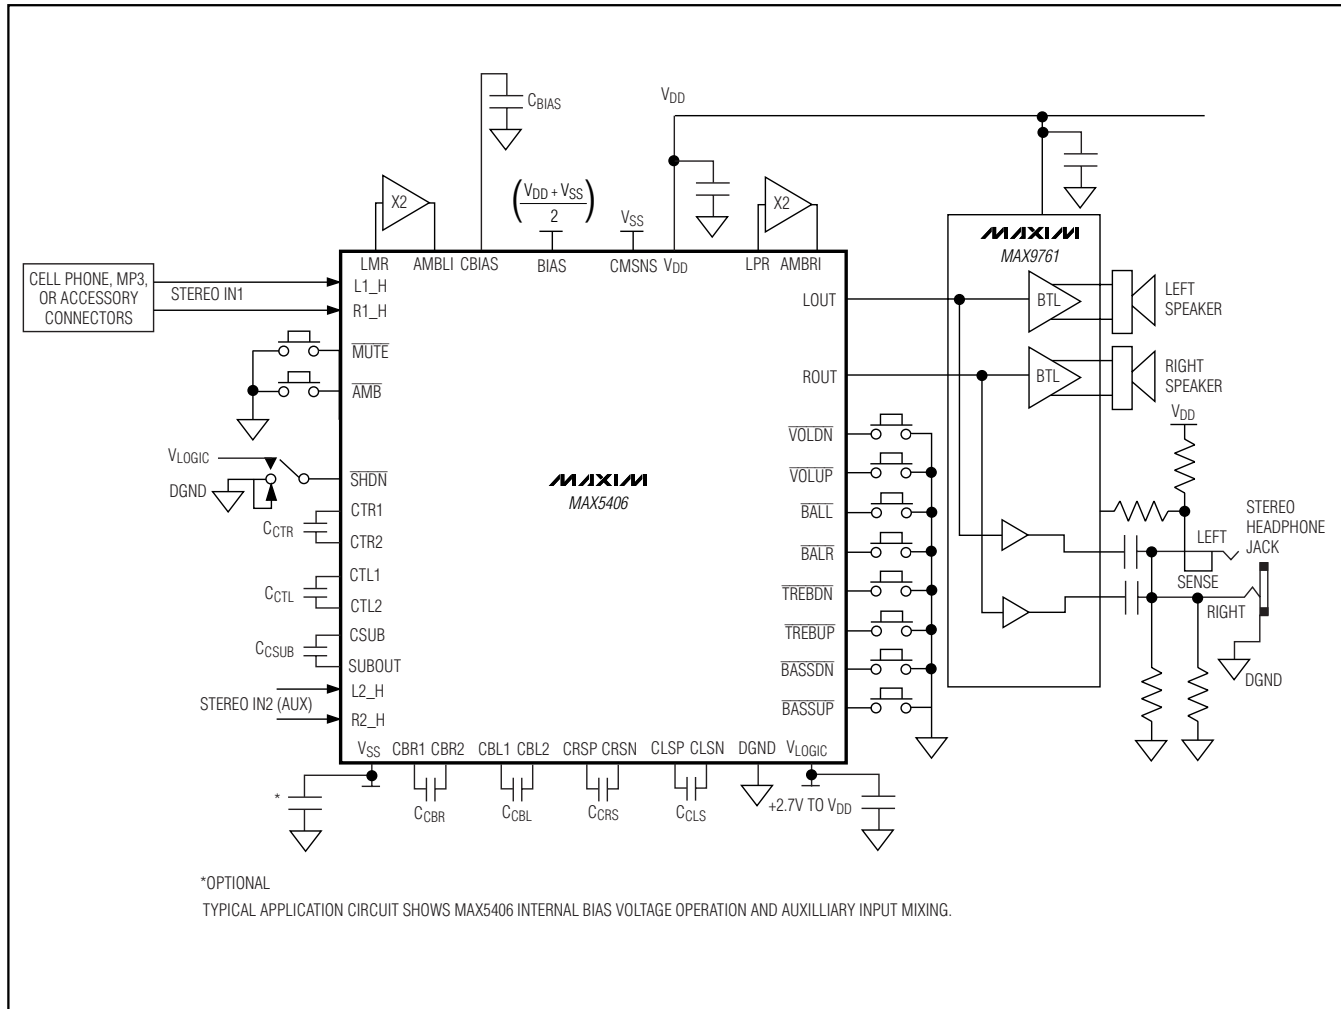 CBIAS
VDD
X2
(VDD + VSS
2)
VSS
X2
MAXIM
MAX9761
LMR AMBLI CBIAS BIAS CMSNS VDD LPR AMBRI
CELL PHONE, MP3,
OR ACCESSORY
CONNECTORS
STEREO IN1
L1_H
R1_H
LOUT
BTL
LEFT
SPEAKER
MUTE
AMB
ROUT
BTL
RIGHT
SPEAKER
VDD
VLOGIC
DGND
SHDN
MAXIM
MAX5406
VOLDN
VOLUP
BALL
BALR
TREBDN
TREBUP
BASSDN
BASSUP
CCTR
CTR1
CTR2
CCTL
CTL1
CTL2
CCSUB
CSUB
SUBOUT
STEREO IN2 (AUX)
L2_H
R2_H
LEFT
SENSE
RIGHT
STEREO
HEADPHONE
JACK
DGND
VSS CBR1 CBR2 CBL1 CBL2 CRSP CRSN CLSP CLSN DGND VLOGIC
*
CCBR
CCBL
CCRS
CCLS
+2.7V TO VDD
*OPTIONAL
TYPICAL APPLICATION CIRCUIT SHOWS MAX5406 INTERNAL BIAS VOLTAGE OPERATION AND AUXILLIARY INPUT MIXING.